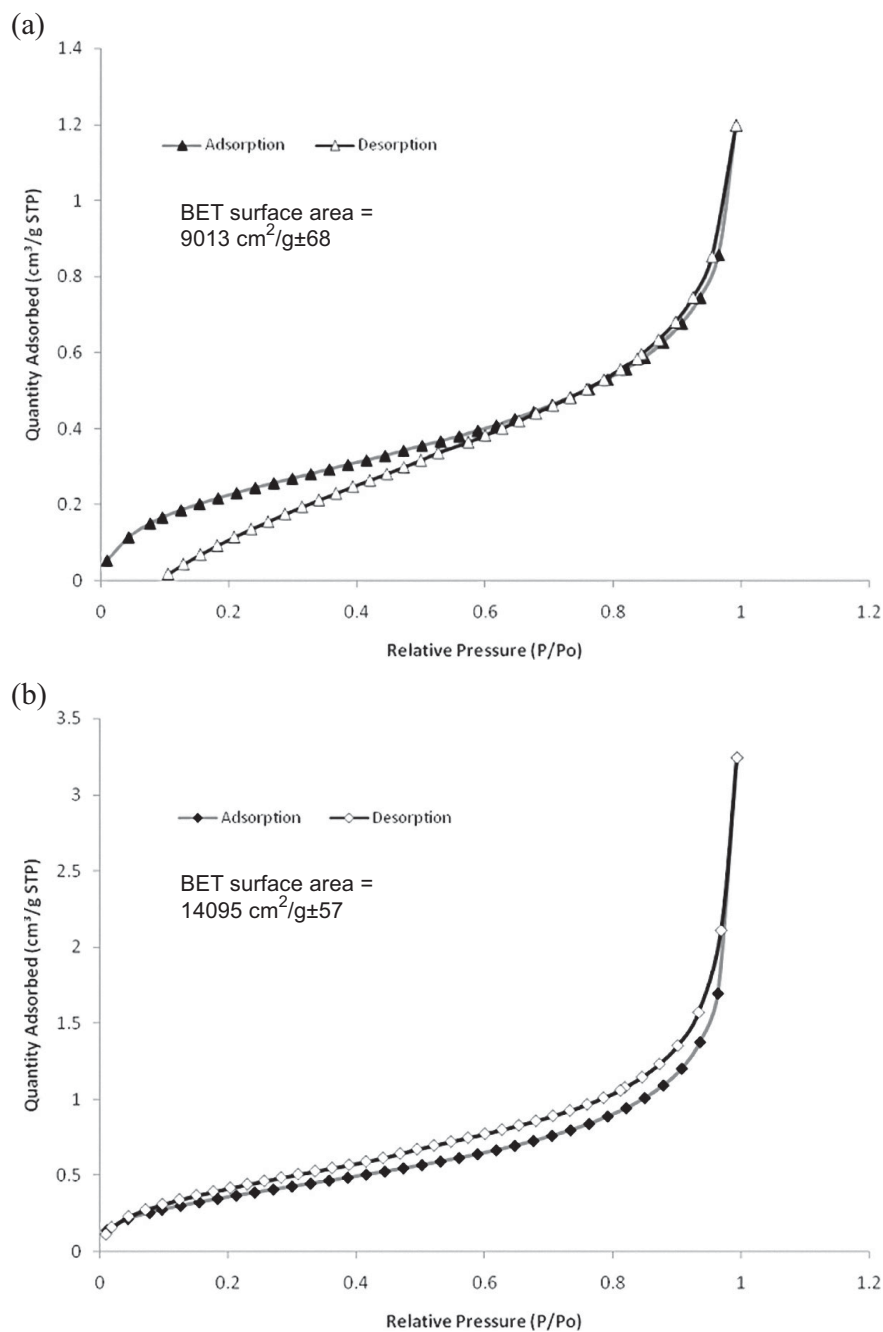 (a)
1.4
1.2
Adsorption Desorption
1
BET surface area =
9013 cm²/g±68
0.8
0.6
0.4
0.2
0
Quantity Adsorbed (cm³/g STP)
0 0.2 0.4 0.6 0.8 1 1.2
Relative Pressure (P/Po)
(b)
3.5
3
Adsorption Desorption
2.5
BET surface area =
14095 cm²/g±57
2
1.5
1
0.5
0
Quantity Adsorbed (cm³/g STP)
0 0.2 0.4 0.6 0.8 1 1.2
Relative Pressure (P/Po)